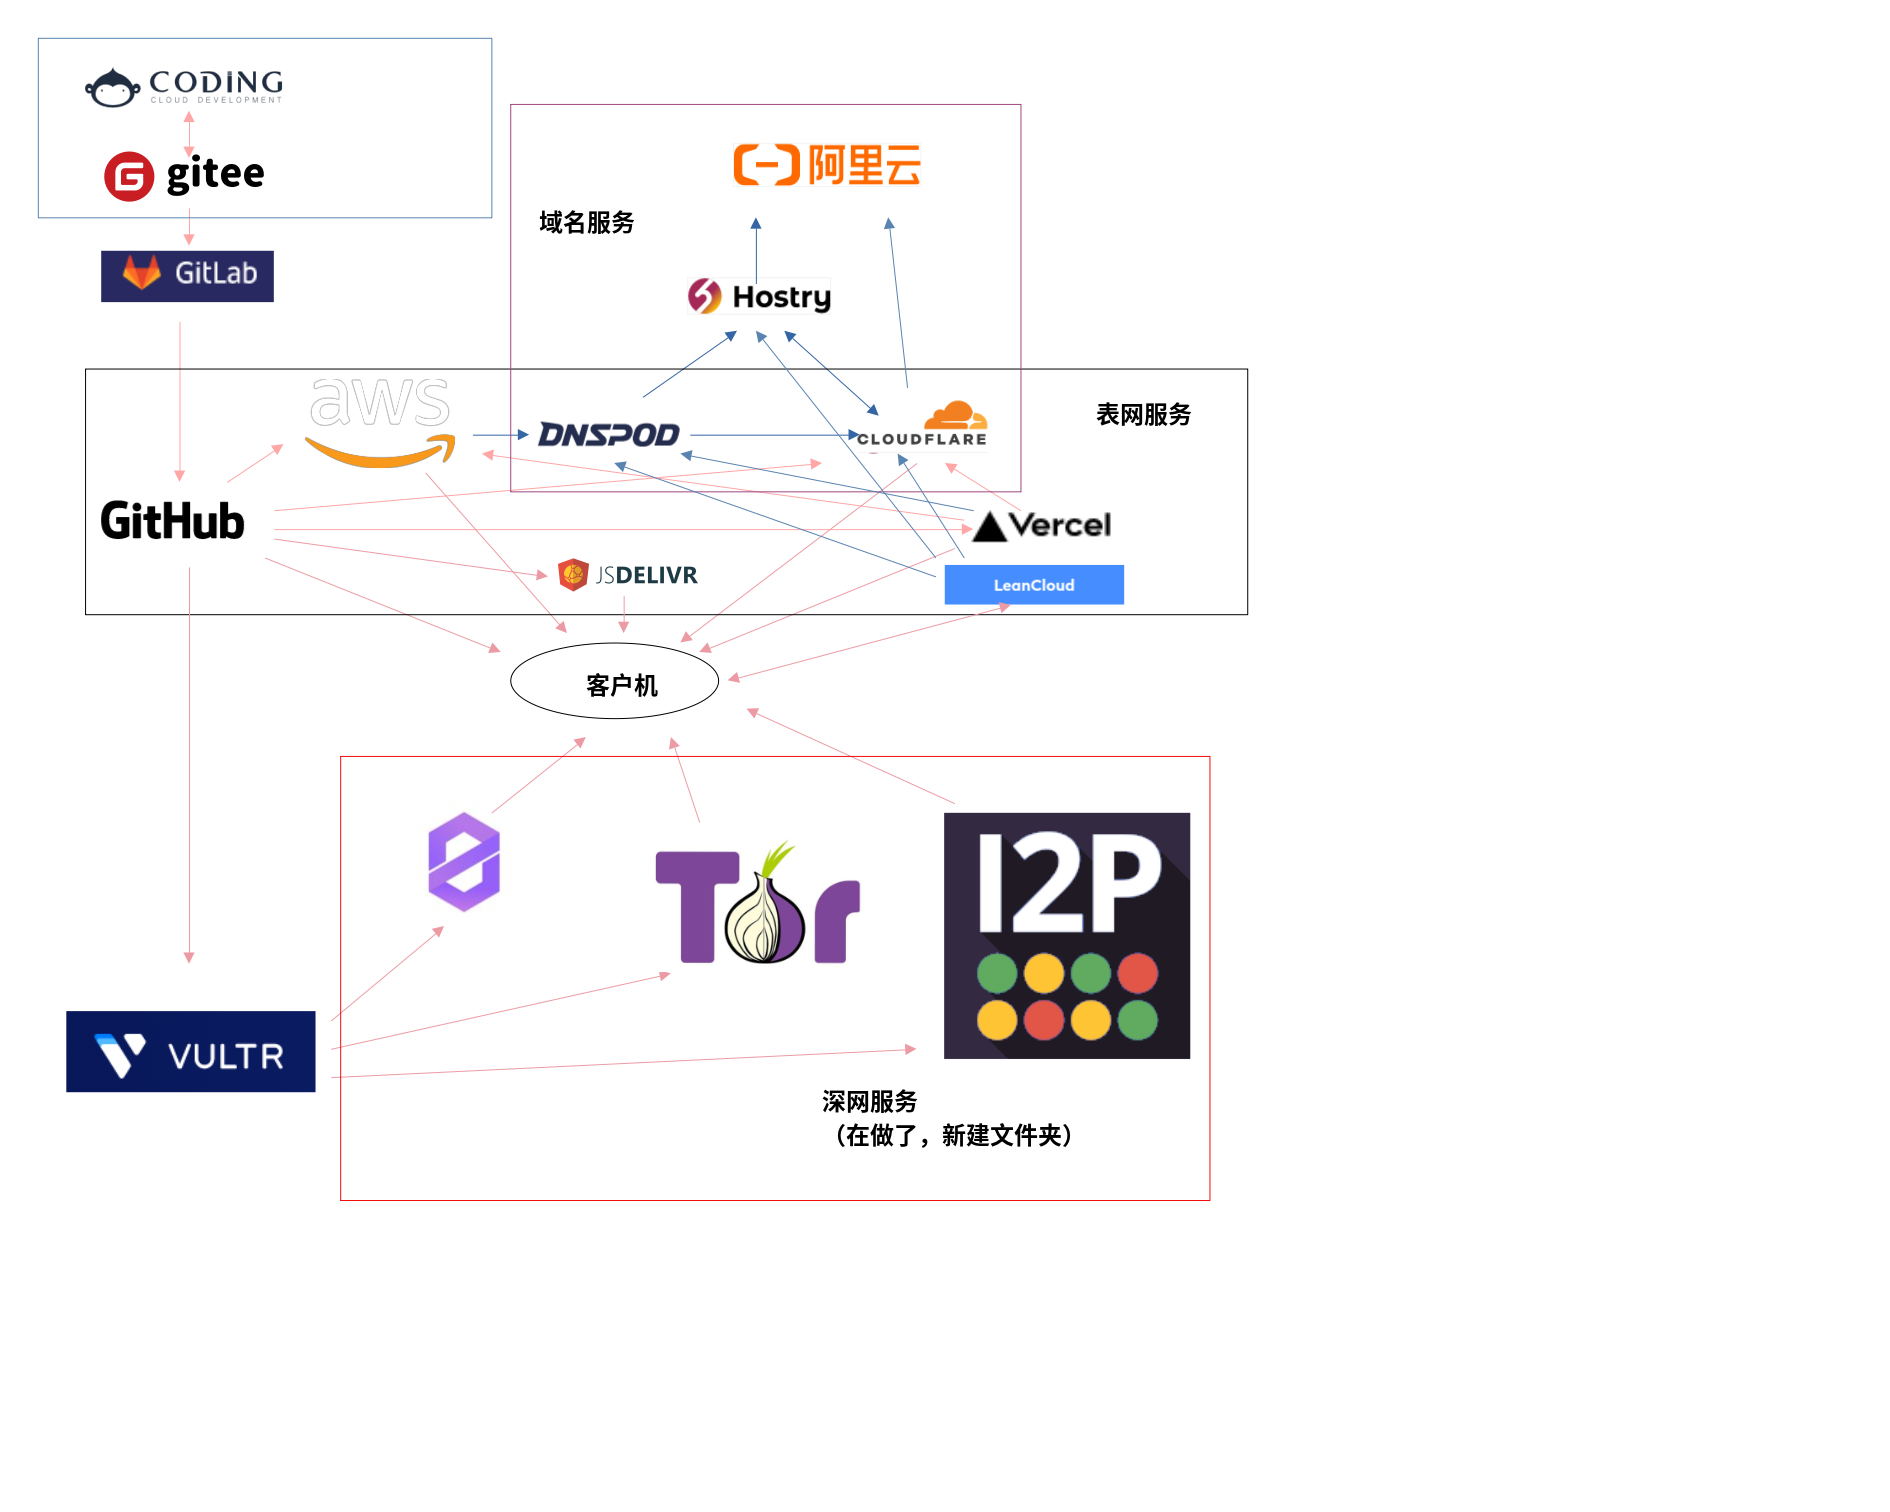 CODING
CLOUD DEVELOPMENT
gitee
GitLab
阿里云
域名服务
Hostry
aws
DNSPOD
CLOUDFLARE
表网服务
GitHub
Vercel
JSDELIVR
LeanCloud
客户机
Tor
I2P
VULTR
深网服务
（在做了，新建文件夹）